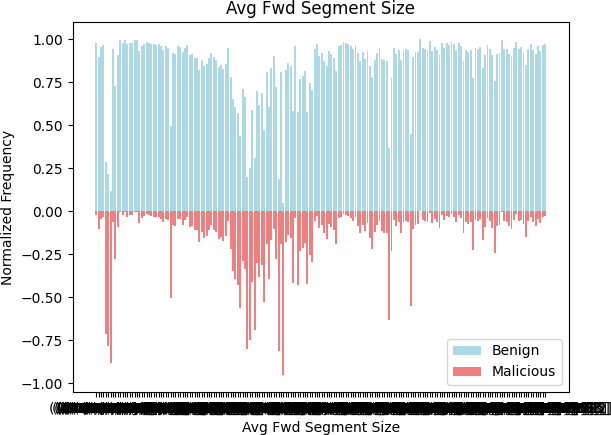 Avg Fwd Segment Size
Normalized Frequency
1.00
0.75
0.50
0.25
0.00
−0.25
−0.50
−0.75
−1.00
Benign
Malicious
Avg Fwd Segment Size